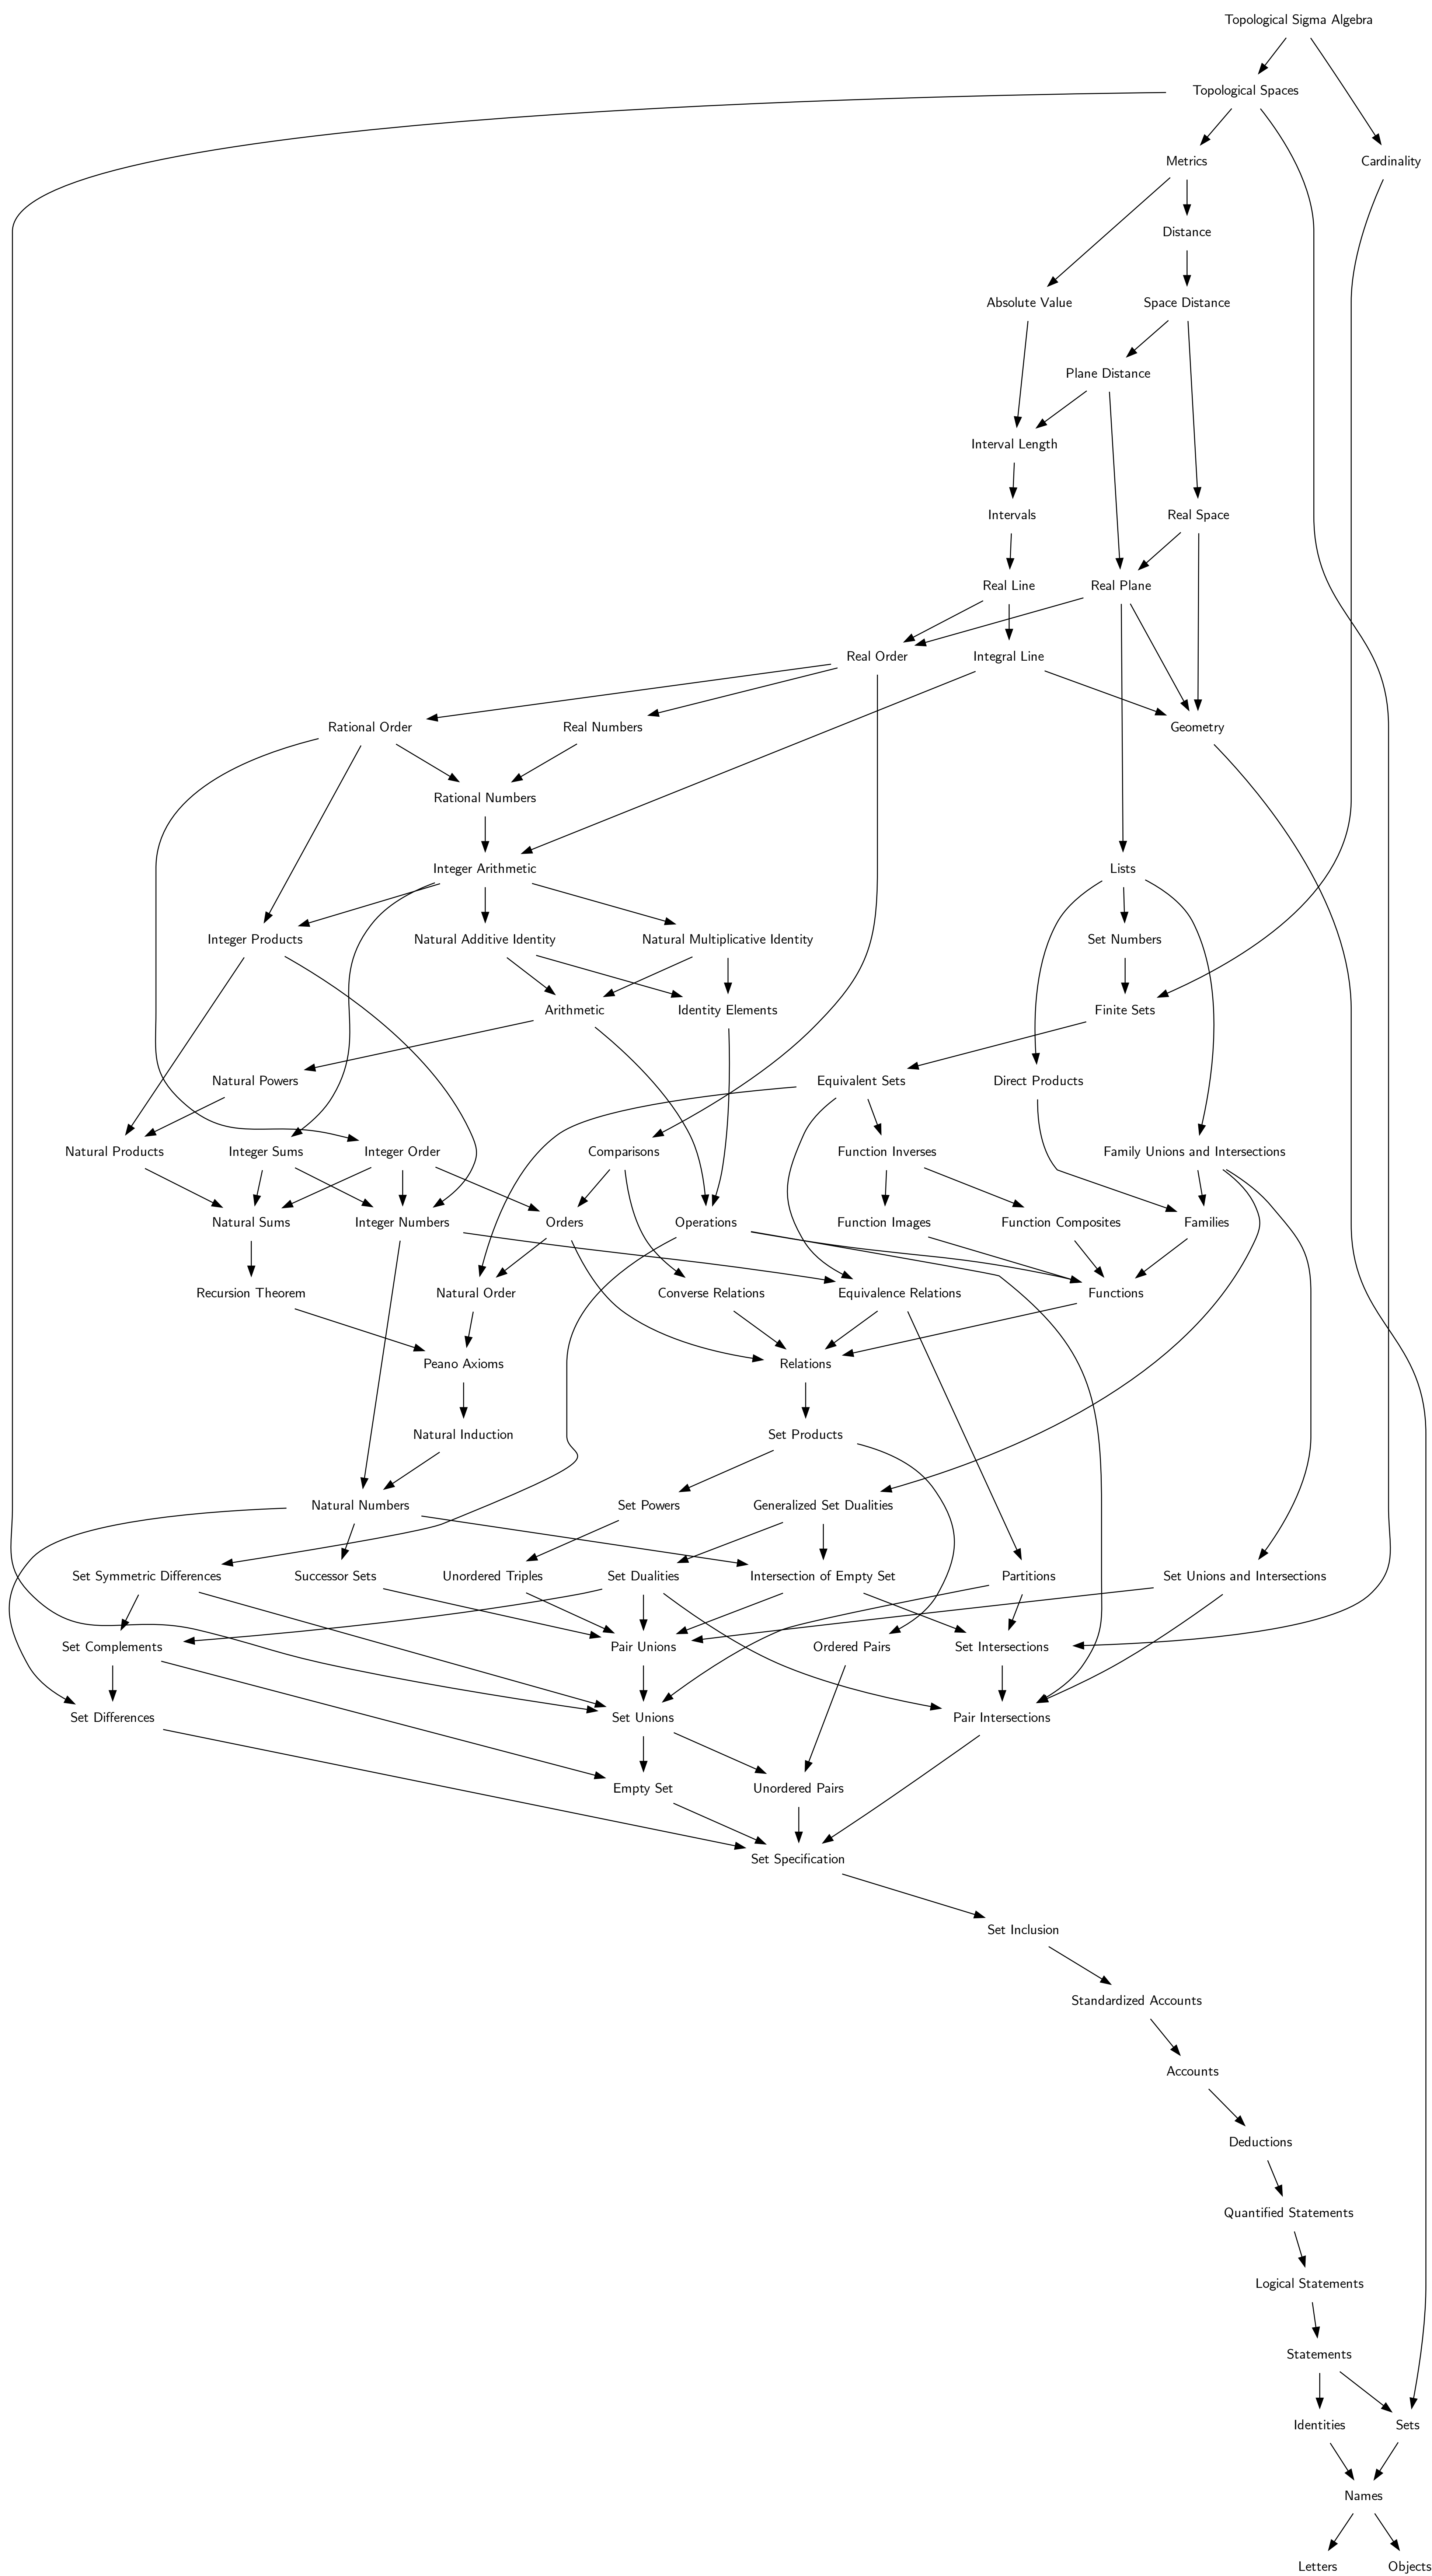 Topological Sigma Algebra
Topological Spaces
Metrics
Cardinality
Distance
Absolute Value
Space Distance
Plane Distance
Interval Length
Intervals
Real Space
Real Line
Real Plane
Real Order
Integral Line
Rational Order
Real Numbers
Geometry
Rational Numbers
Integer Arithmetic
Lists
Integer Products
Natural Additive Identity
Natural Multiplicative Identity
Set Numbers
Arithmetic
Identity Elements
Finite Sets
Natural Powers
Equivalent Sets
Direct Products
Natural Products
Integer Sums
Integer Order
Comparisons
Function Inverses
Family Unions and Intersections
Natural Sums
Integer Numbers
Orders
Operations
Function Images
Function Composites
Families
Recursion Theorem
Natural Order
Converse Relations
Equivalence Relations
Functions
Peano Axioms
Relations
Natural Induction
Set Products
Natural Numbers
Set Powers
Generalized Set Dualities
Set Symmetric Differences
Successor Sets
Unordered Triples
Set Dualities
Intersection of Empty Set
Partitions
Set Unions and Intersections
Set Complements
Pair Unions
Ordered Pairs
Set Intersections
Set Differences
Set Unions
Pair Intersections
Empty Set
Unordered Pairs
Set Specification
Set Inclusion
Standardized Accounts
Accounts
Deductions
Quantified Statements
Logical Statements
Statements
Identities
Sets
Names
Letters
Objects